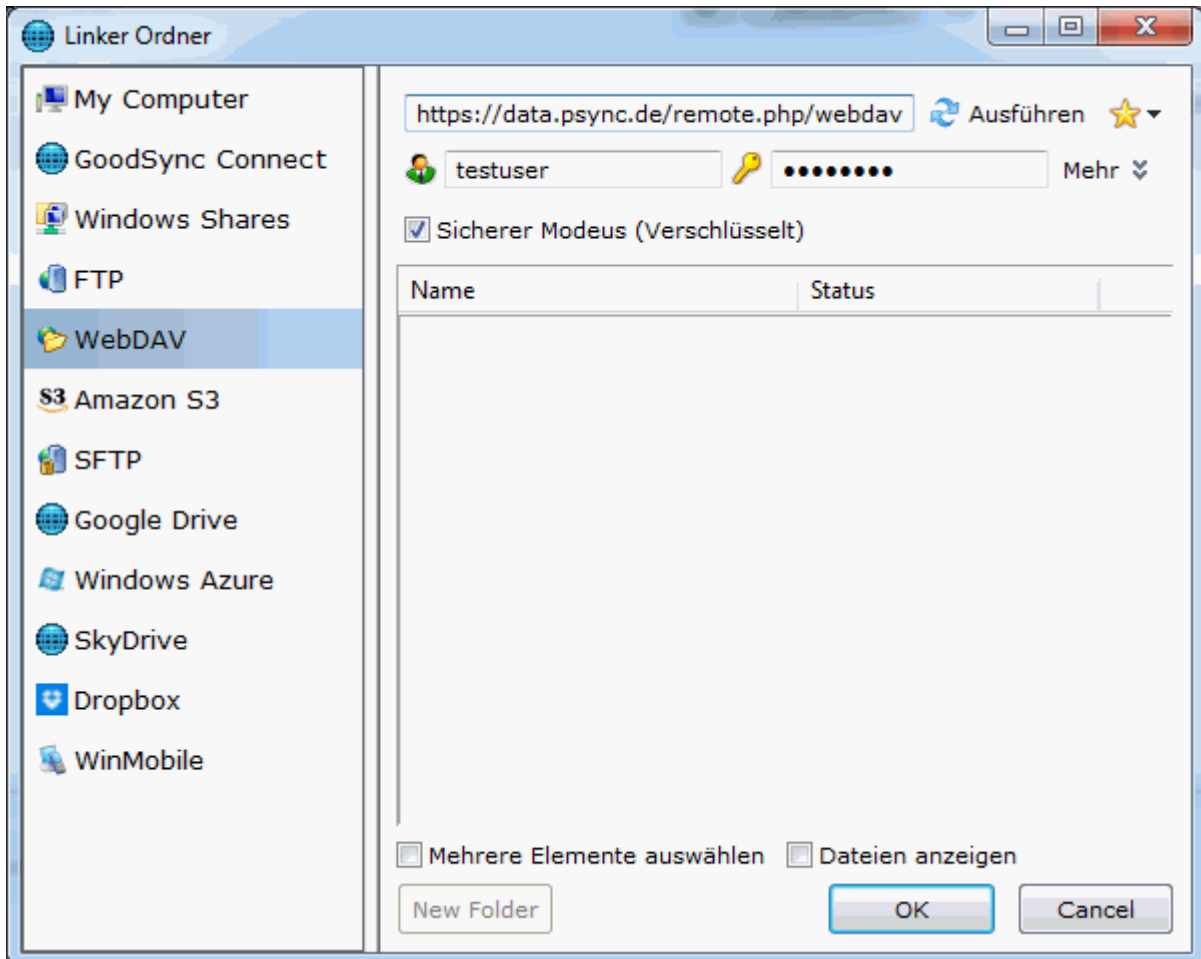 Linker Ordner
My Computer
GoodSync Connect
Windows Shares
FTP
WebDAV
S3 Amazon S3
SFTP
Google Drive
Windows Azure
SkyDrive
Dropbox
WinMobile
https://data.psync.de/remote.php/webdav Ausführen
testuser •••••••• Mehr
Sicherer Modeus (Verschlüsselt)
Name Status
Mehrere Elemente auswählen Dateien anzeigen
New Folder OK Cancel